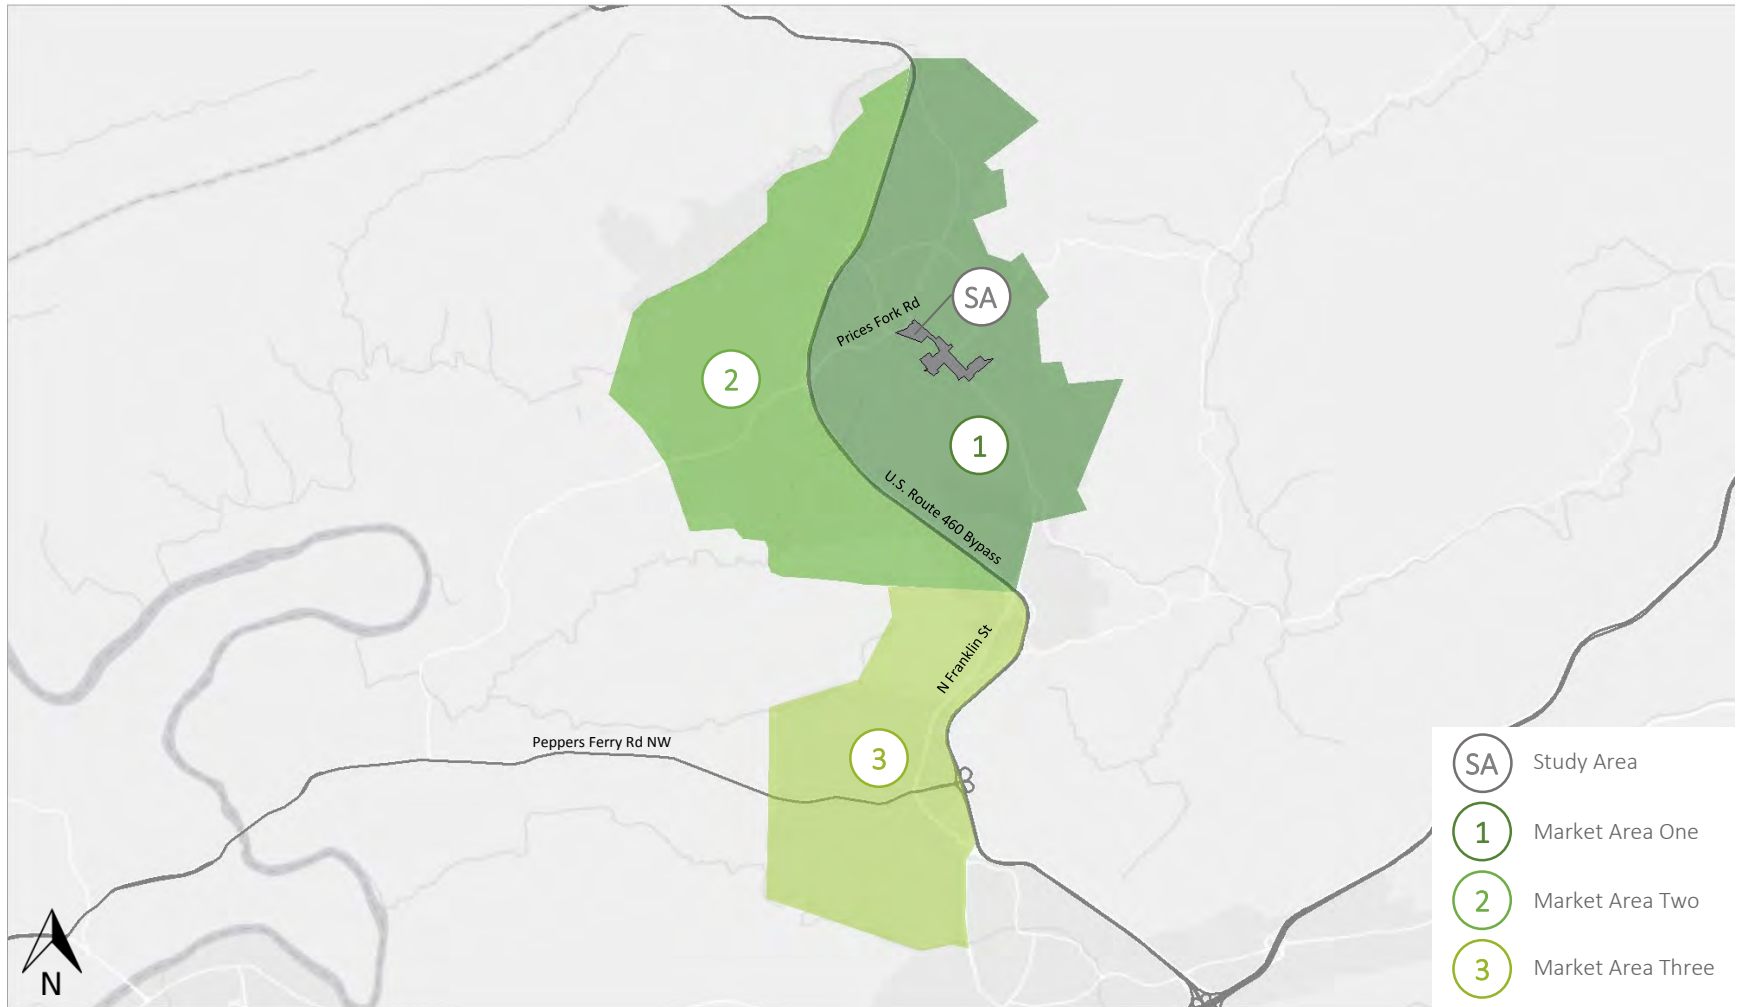 Prices Fork Rd
SA
2
1
U.S. Route 460 Bypass
N Franklin St
Peppers Ferry Rd NW
3
SA Study Area
1 Market Area One
2 Market Area Two
3 Market Area Three
N